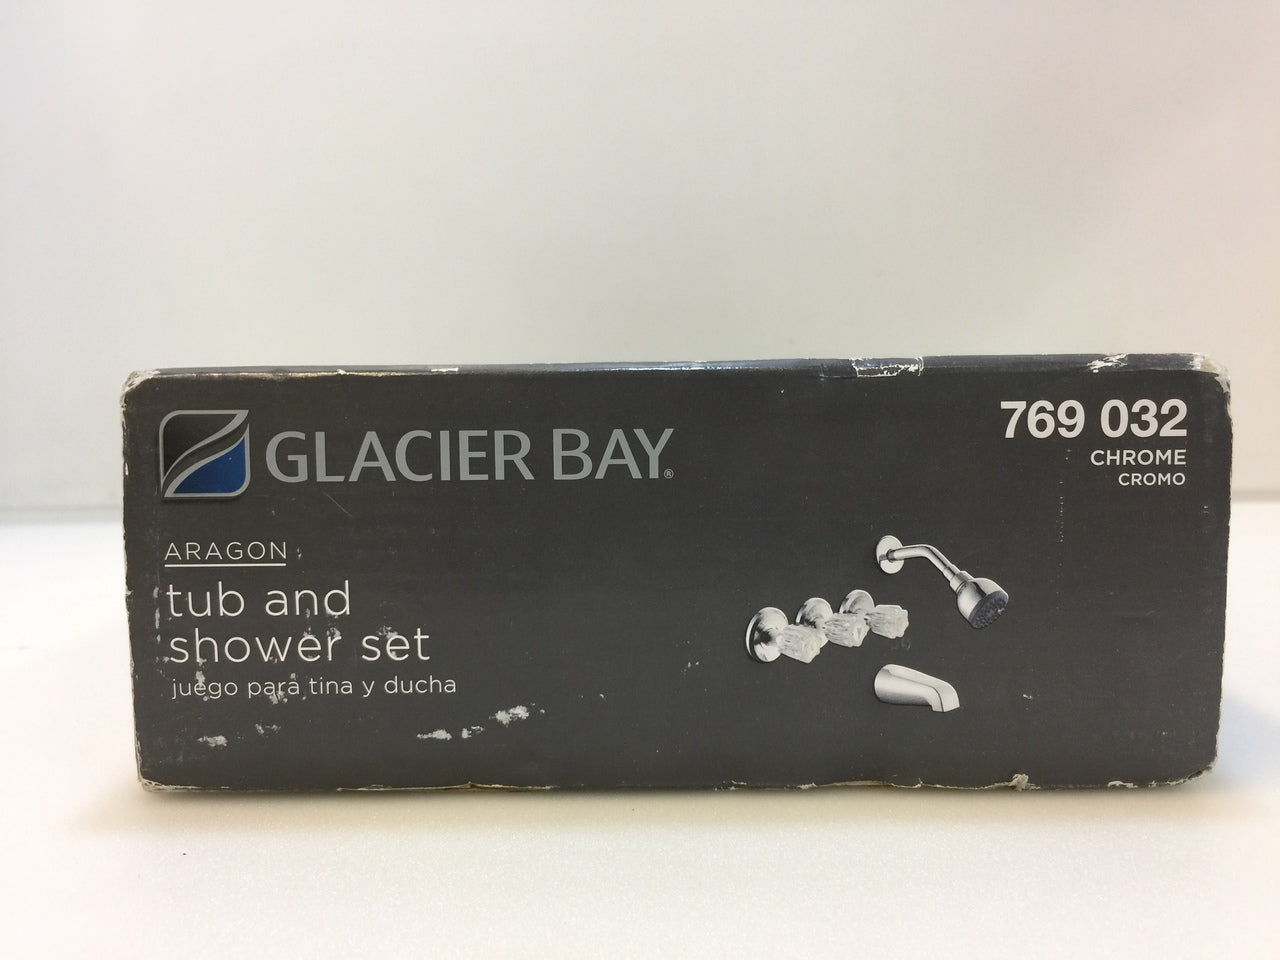 GLACIER BAY®
769 032
CHROME
CROMO
ARAGON
tub and
shower set
juego para tina y ducha